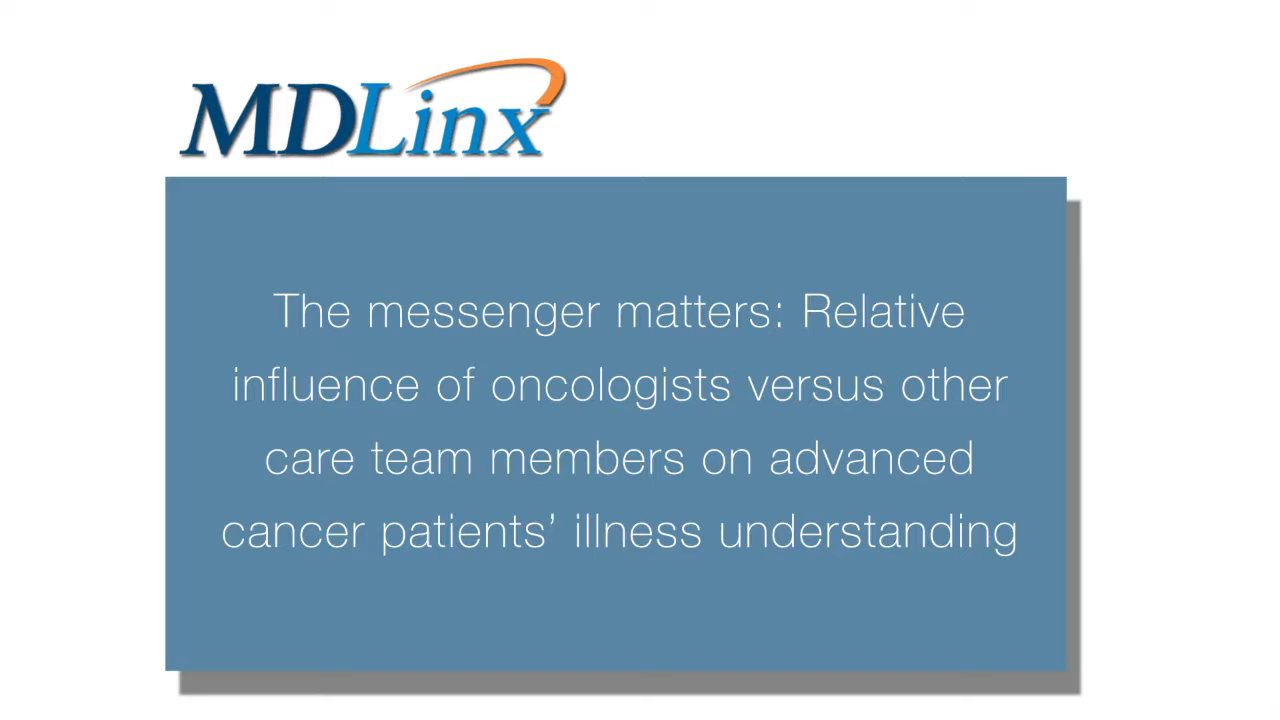 MDLinx
The messenger matters: Relative
influence of oncologists versus other
care team members on advanced
cancer patients’ illness understanding